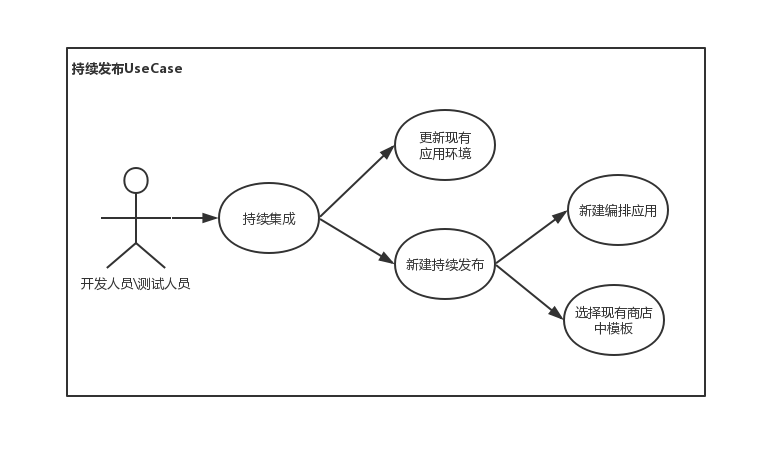 持续发布UseCase
更新现有
应用环境
新建编排应用
持续集成
新建持续发布
开发人员\测试人员
选择现有商店
中模板